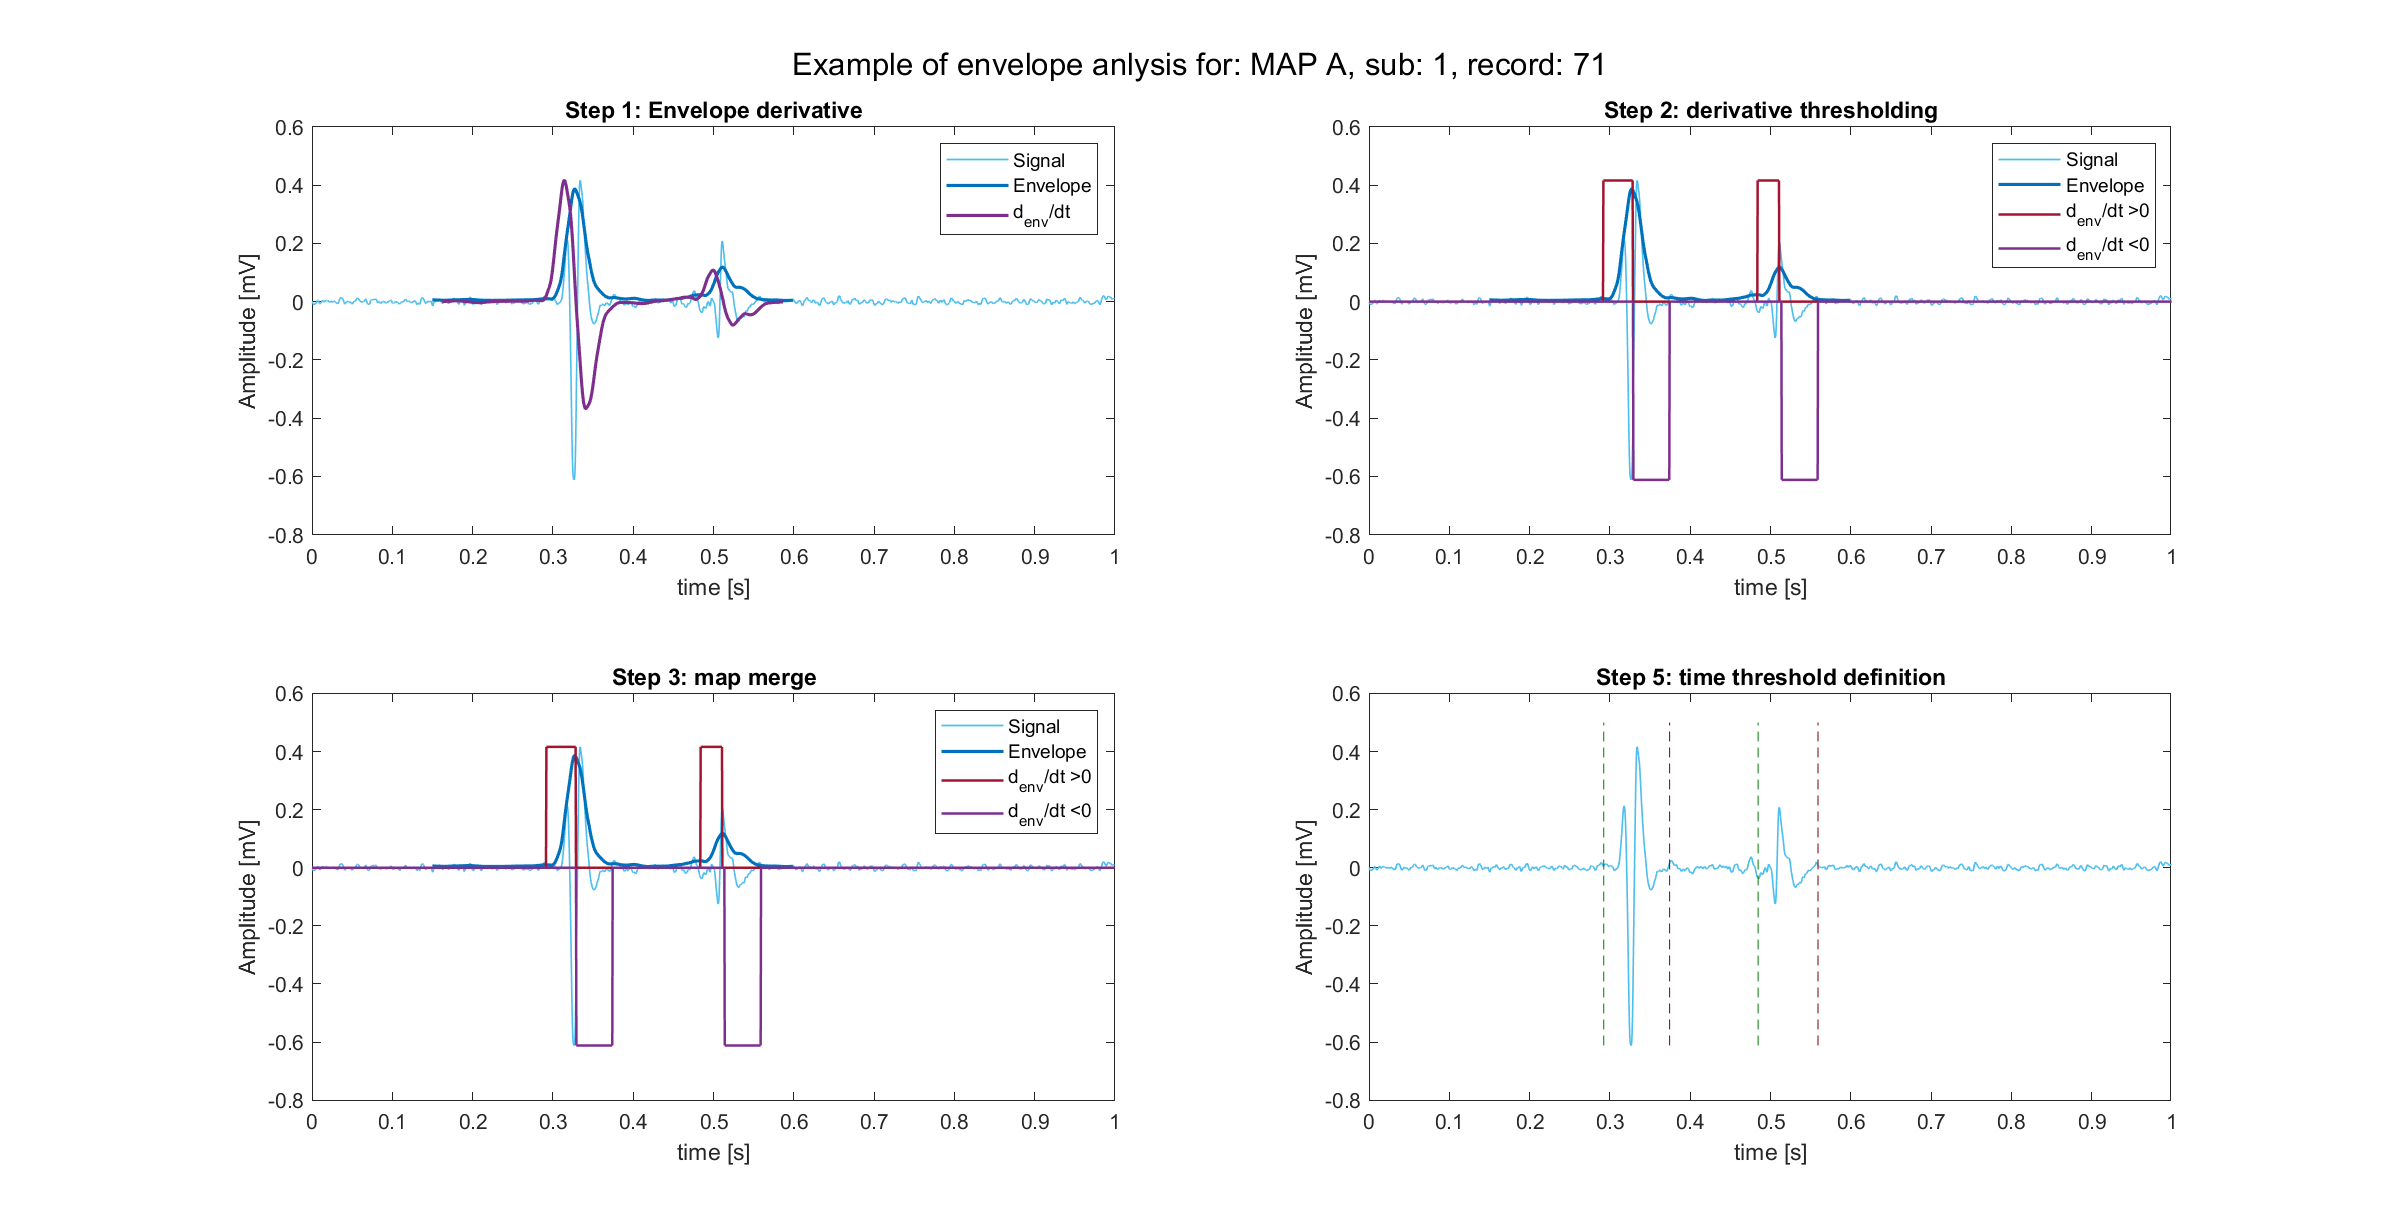 Example of envelope anlysis for: MAP A, sub: 1, record: 71
Step 1: Envelope derivative
0.6
0.4
0.2
0
-0.2
-0.4
-0.6
-0.8
Amplitude [mV]
0 0.1 0.2 0.3 0.4 0.5 0.6 0.7 0.8 0.9 1
time [s]
Signal
Envelope
d_env/dt
Step 2: derivative thresholding
0.6
0.4
0.2
0
-0.2
-0.4
-0.6
-0.8
Amplitude [mV]
0 0.1 0.2 0.3 0.4 0.5 0.6 0.7 0.8 0.9 1
time [s]
Signal
Envelope
d_env/dt >0
d_env/dt <0
Step 3: map merge
0.6
0.4
0.2
0
-0.2
-0.4
-0.6
-0.8
Amplitude [mV]
0 0.1 0.2 0.3 0.4 0.5 0.6 0.7 0.8 0.9 1
time [s]
Signal
Envelope
d_env/dt >0
d_env/dt <0
Step 5: time threshold definition
0.6
0.4
0.2
0
-0.2
-0.4
-0.6
-0.8
Amplitude [mV]
0 0.1 0.2 0.3 0.4 0.5 0.6 0.7 0.8 0.9 1
time [s]